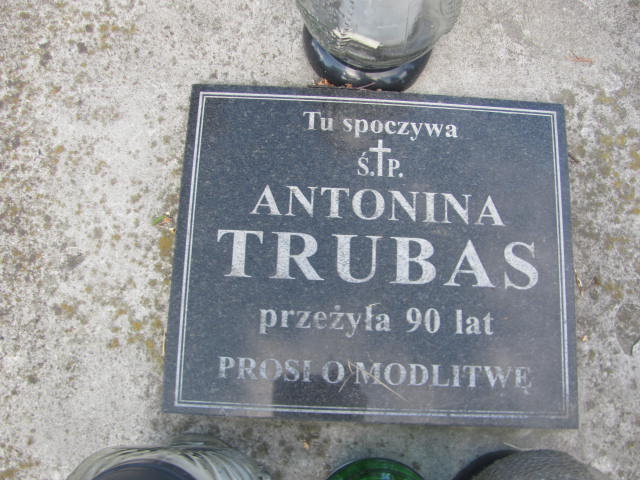 Tu spoczywa
Ś.†P.
ANTONINA
TRUBAS
przeżyła 90 lat
PROSI O MODLITWĘ